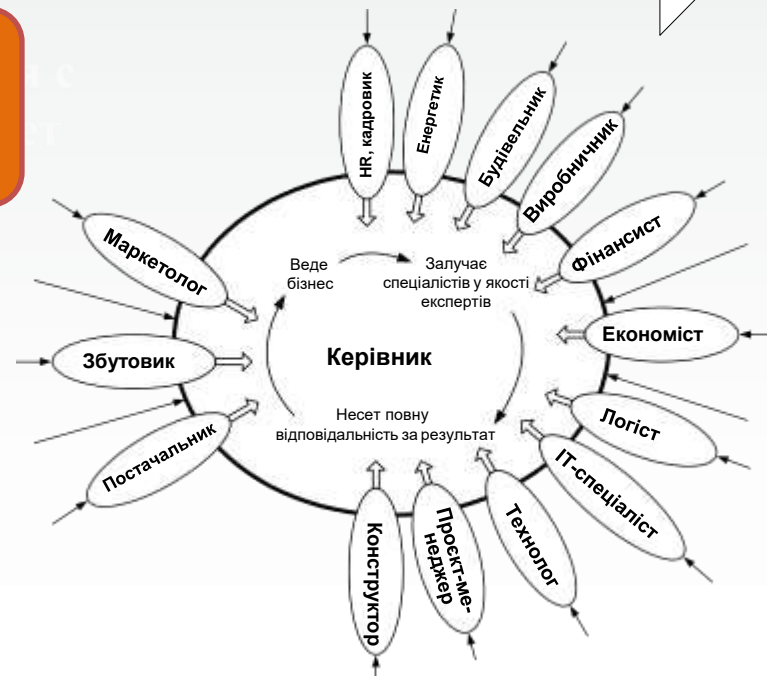 HR, кадровик
Енергетик
Будівельник
Виробничник
Фінансист
Економіст
Логіст
ІТ-спеціаліст
Технолог
Проєкт-ме-
неджер
Конструктор
Постачальник
Збутовик
Маркетолог
Веде
бізнес
Залучає
спеціалістів у якості
експертів
Керівник
Несет повну
відповідальність за результат